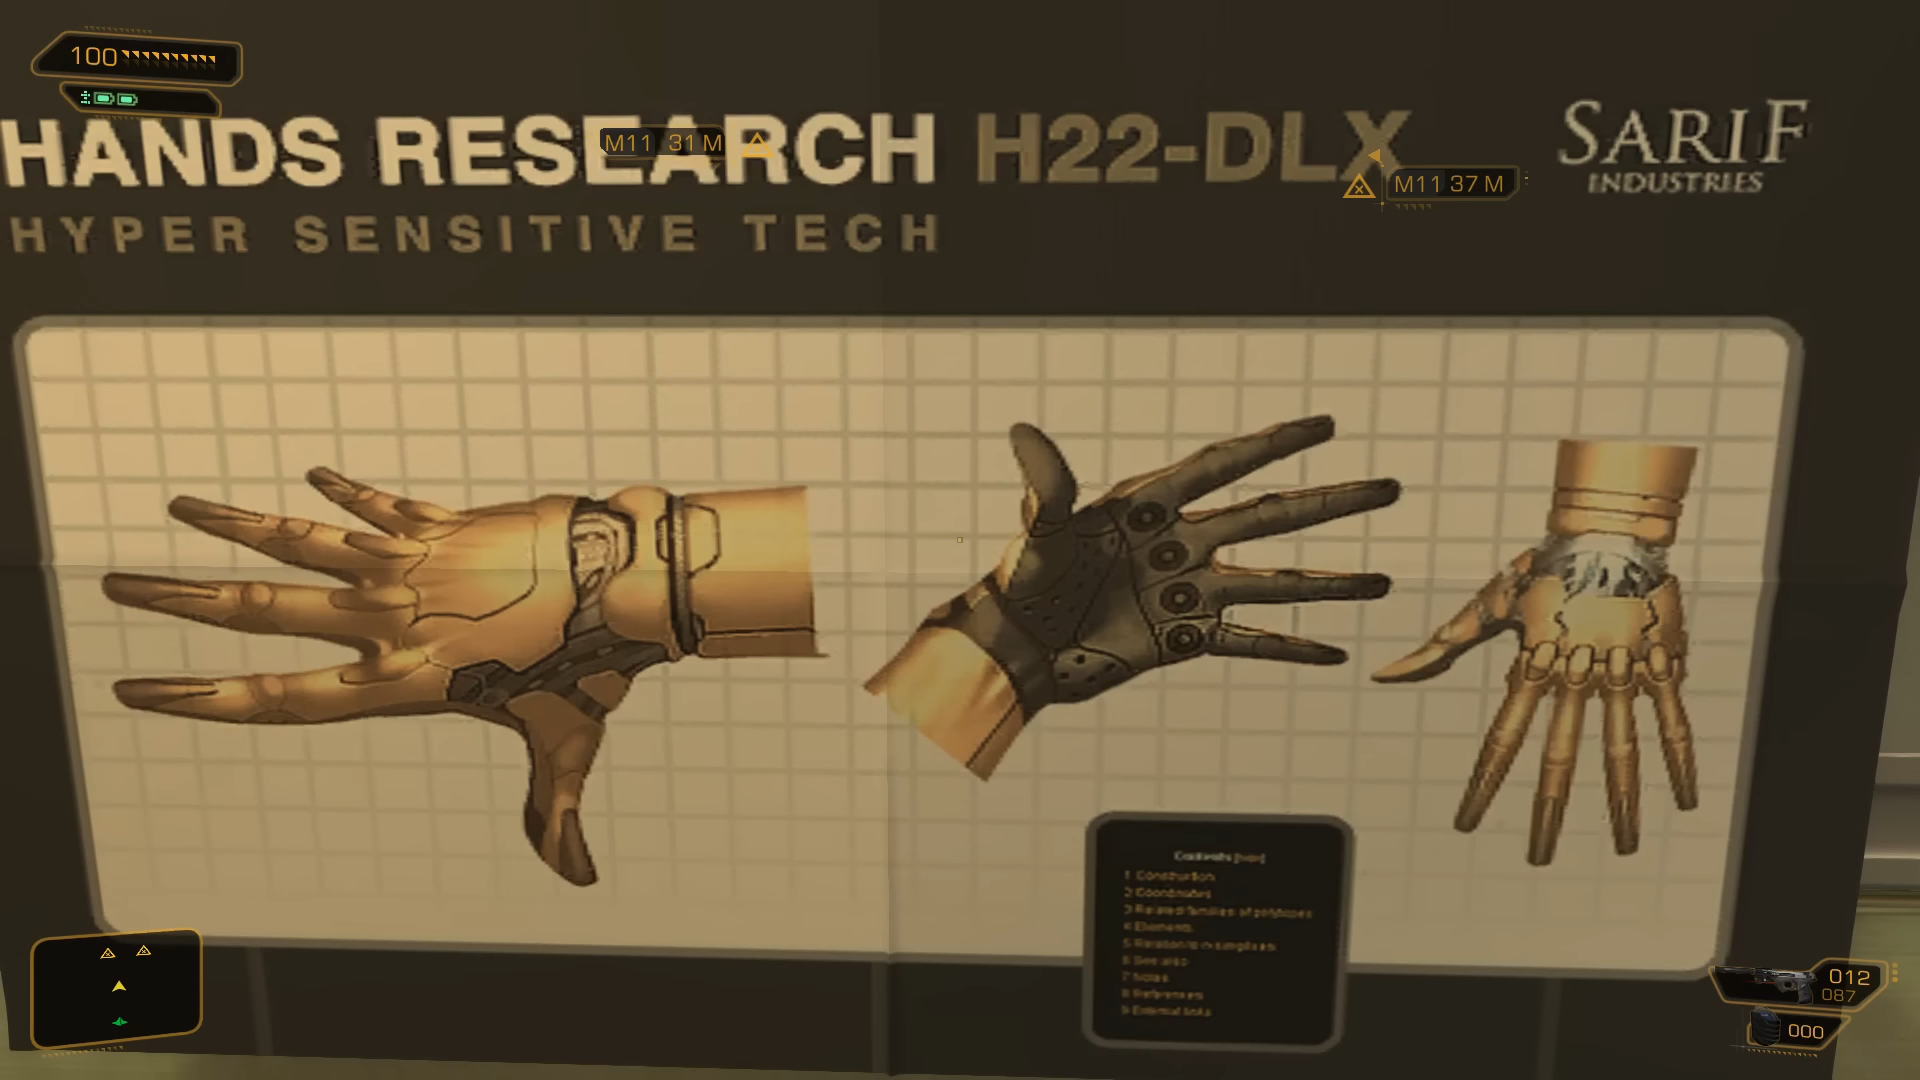 100
HANDS RESEARCH H22-DLX
SARIF
INDUSTRIES
M11 31 M
M11 37 M
HYPER SENSITIVE TECH
Contents [hide]
1 Construction
2 Coordinates
3 Related families of polytopes
4 Elements
5 Relation to n-simplexes
6 See also
7 Notes
8 References
9 External links
012
087
000